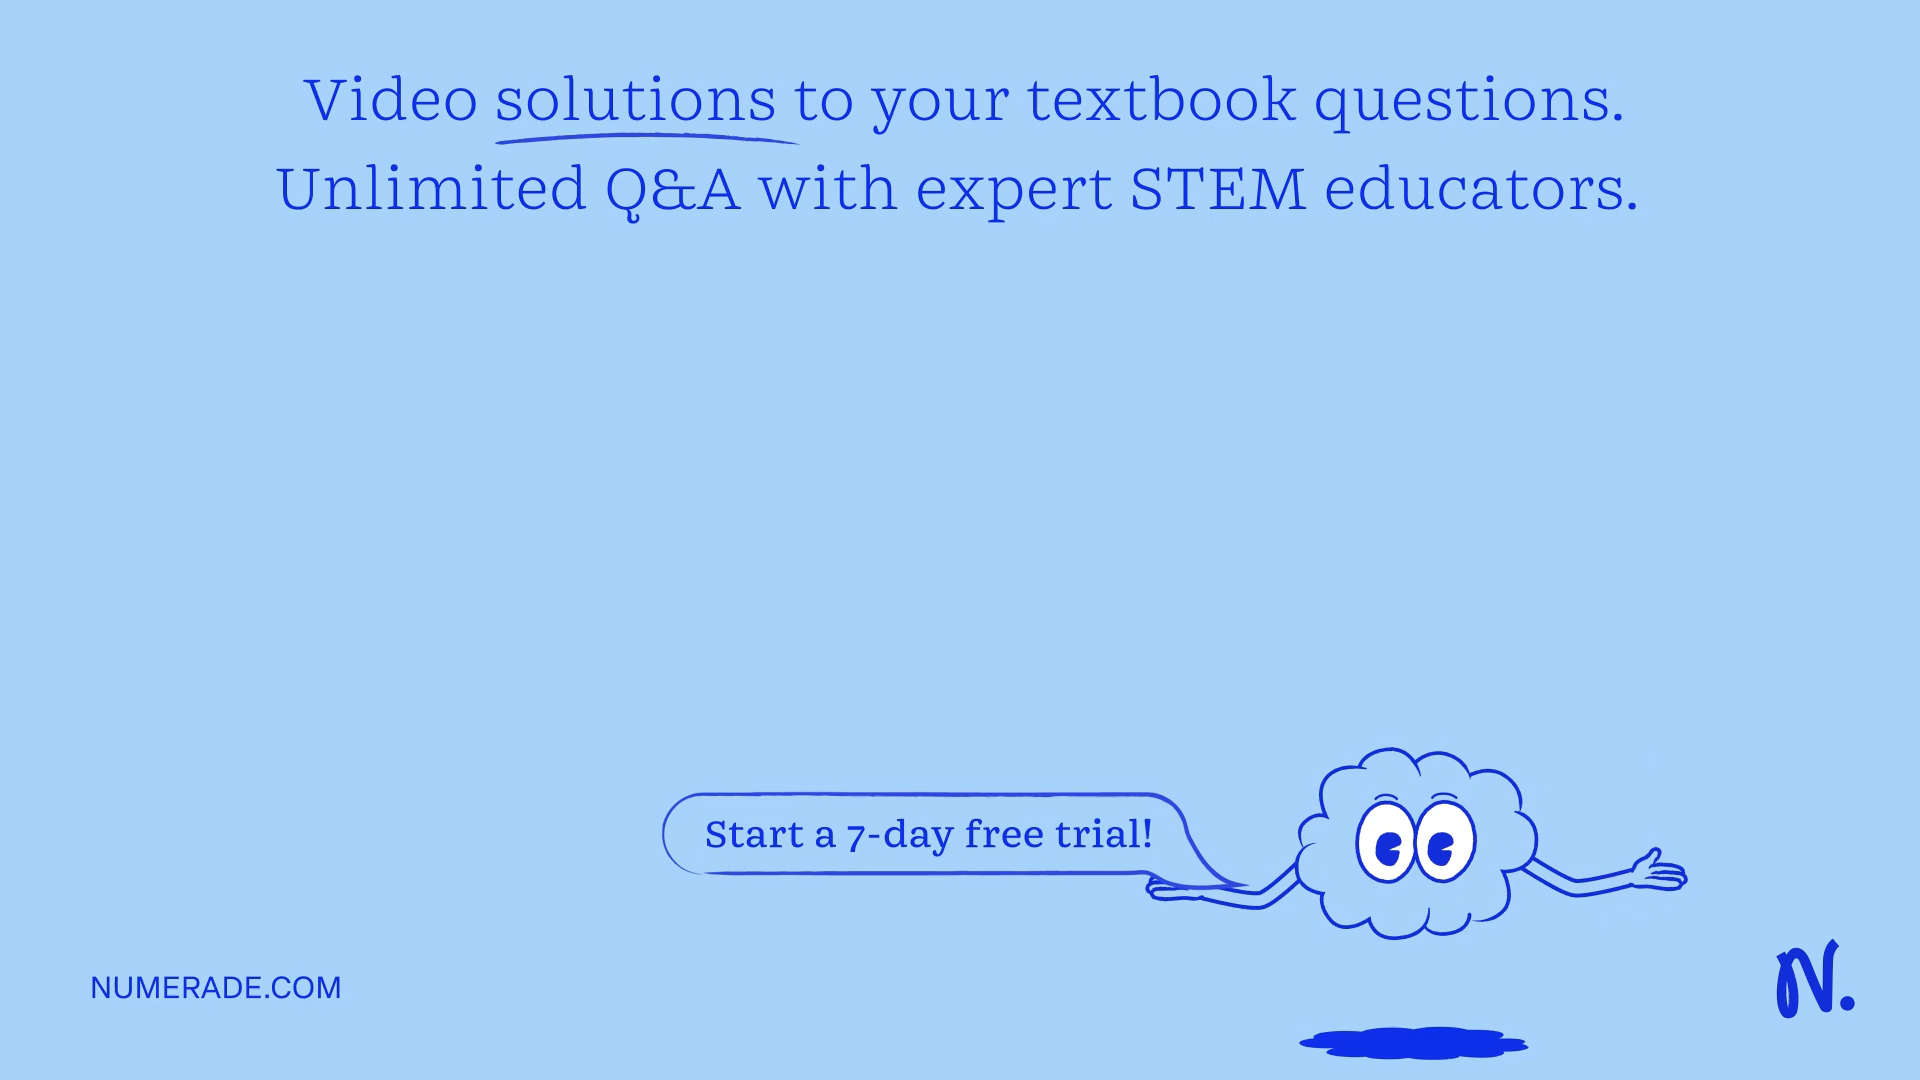 Video solutions to your textbook questions.
Unlimited Q&A with expert STEM educators.
Start a 7-day free trial!
NUMERADE.COM
N.